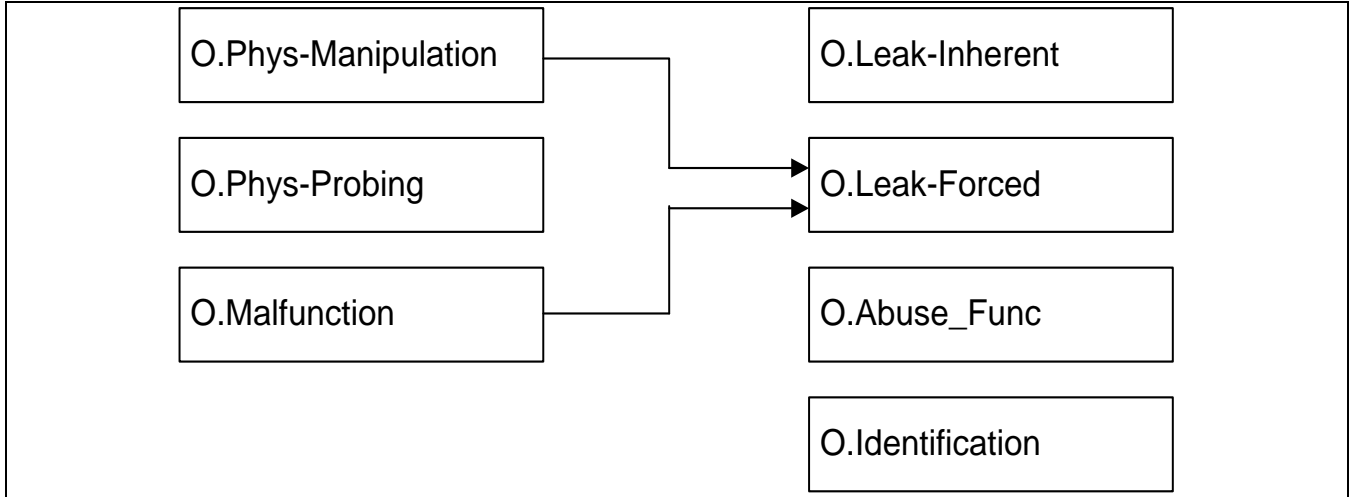 O.Phys-Manipulation
O.Leak-Inherent
O.Phys-Probing
O.Leak-Forced
O.Malfunction
O.Abuse_Func
O.Identification